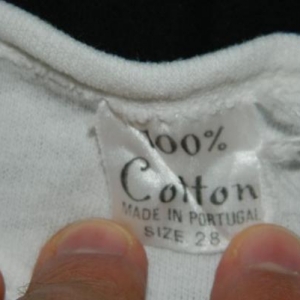 100%
Cotton
MADE IN PORTUGAL
SIZE 28